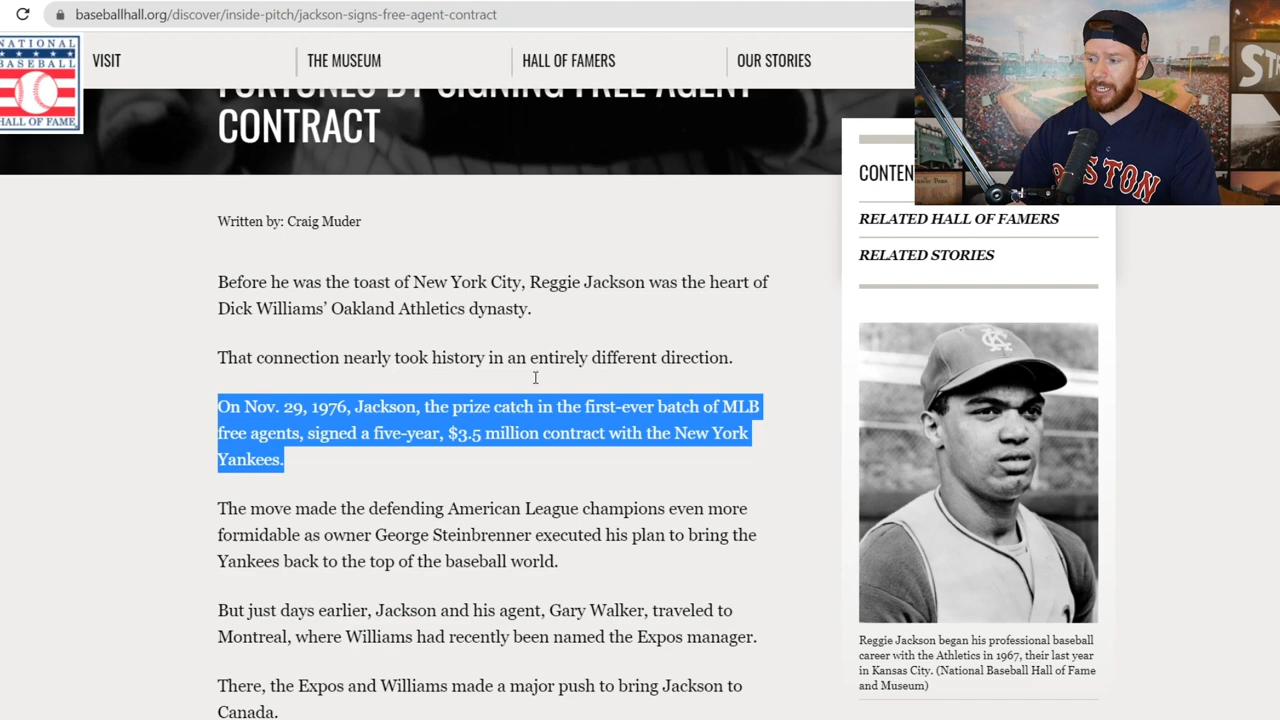 baseballhall.org/discover/inside-pitch/jackson-signs-free-agent-contract
NATIONAL
BASEBALL
HALL OF FAME
VISIT
THE MUSEUM
HALL OF FAMERS
OUR STORIES
FORTUNES BY SIGNING FREE AGENT
CONTRACT
Written by: Craig Muder
Before he was the toast of New York City, Reggie Jackson was the heart of
Dick Williams’ Oakland Athletics dynasty.
That connection nearly took history in an entirely different direction.
On Nov. 29, 1976, Jackson, the prize catch in the first-ever batch of MLB
free agents, signed a five-year, $3.5 million contract with the New York
Yankees.
The move made the defending American League champions even more
formidable as owner George Steinbrenner executed his plan to bring the
Yankees back to the top of the baseball world.
But just days earlier, Jackson and his agent, Gary Walker, traveled to
Montreal, where Williams had recently been named the Expos manager.
There, the Expos and Williams made a major push to bring Jackson to
Canada.
CONTEN
RELATED HALL OF FAMERS
RELATED STORIES
KC
Reggie Jackson began his professional baseball
career with the Athletics in 1967, their last year
in Kansas City. (National Baseball Hall of Fame
and Museum)
BOSTON
ST